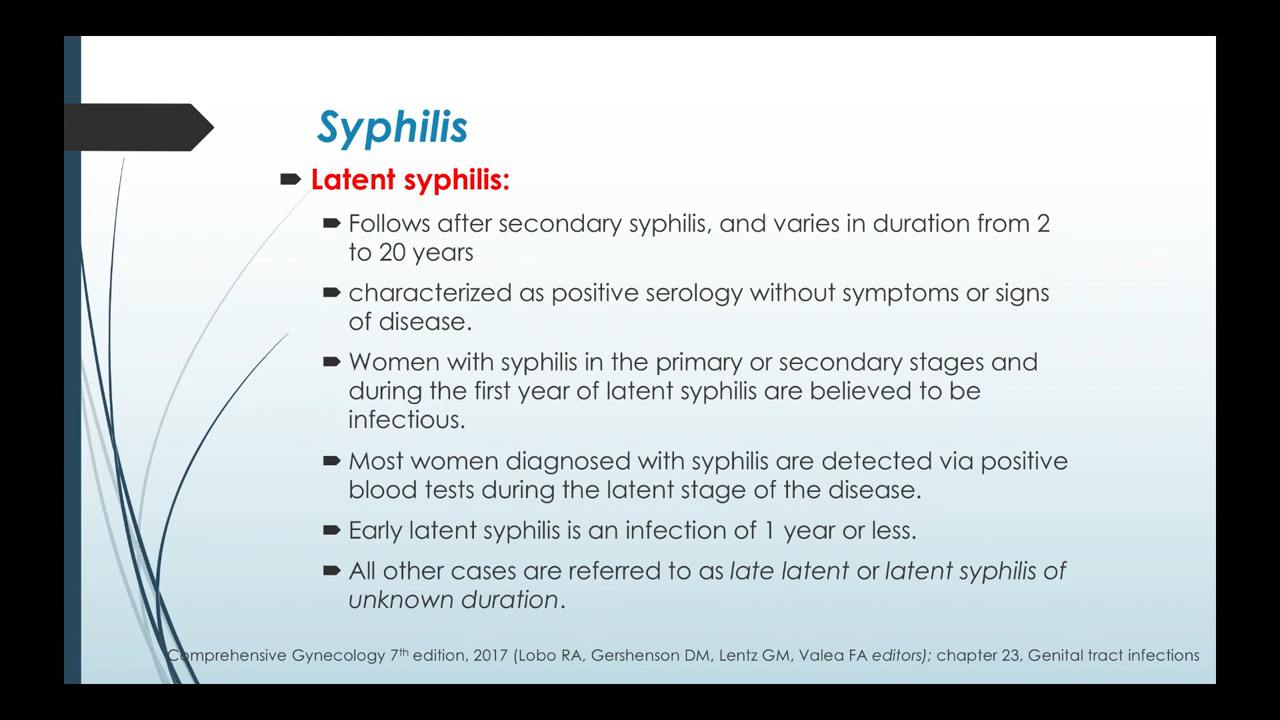 Syphilis
Latent syphilis:
Follows after secondary syphilis, and varies in duration from 2
to 20 years
characterized as positive serology without symptoms or signs
of disease.
Women with syphilis in the primary or secondary stages and
during the first year of latent syphilis are believed to be
infectious.
Most women diagnosed with syphilis are detected via positive
blood tests during the latent stage of the disease.
Early latent syphilis is an infection of 1 year or less.
All other cases are referred to as late latent or latent syphilis of
unknown duration.
Comprehensive Gynecology 7th edition, 2017 (Lobo RA, Gershenson DM, Lentz GM, Valea FA editors); chapter 23, Genital tract infections